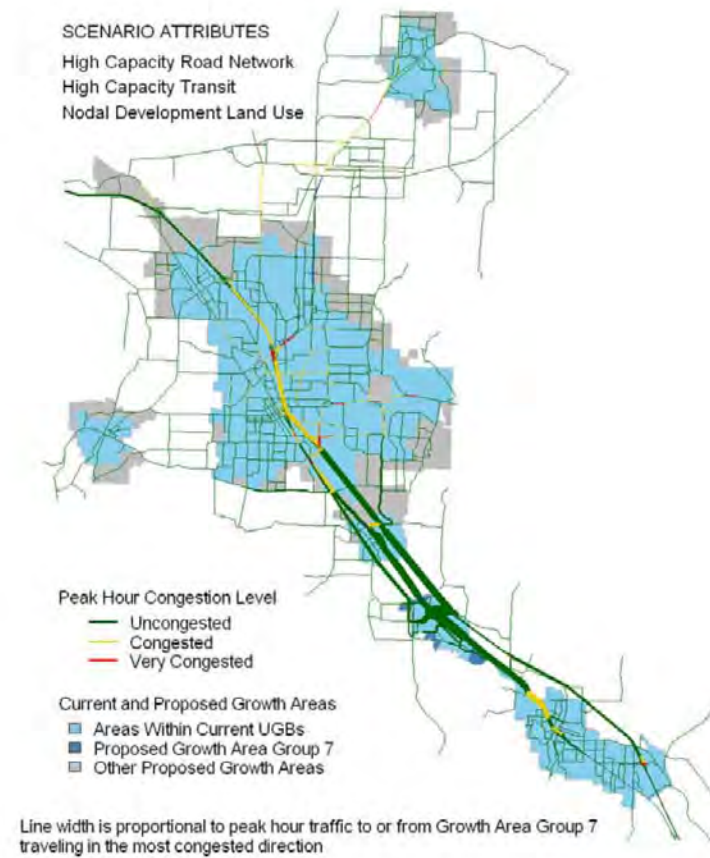 SCENARIO ATTRIBUTES
High Capacity Road Network
High Capacity Transit
Nodal Development Land Use
Peak Hour Congestion Level
Uncongested
Congested
Very Congested
Current and Proposed Growth Areas
Areas Within Current UGBs
Proposed Growth Area Group 7
Other Proposed Growth Areas
Line width is proportional to peak hour traffic to or from Growth Area Group 7
traveling in the most congested direction